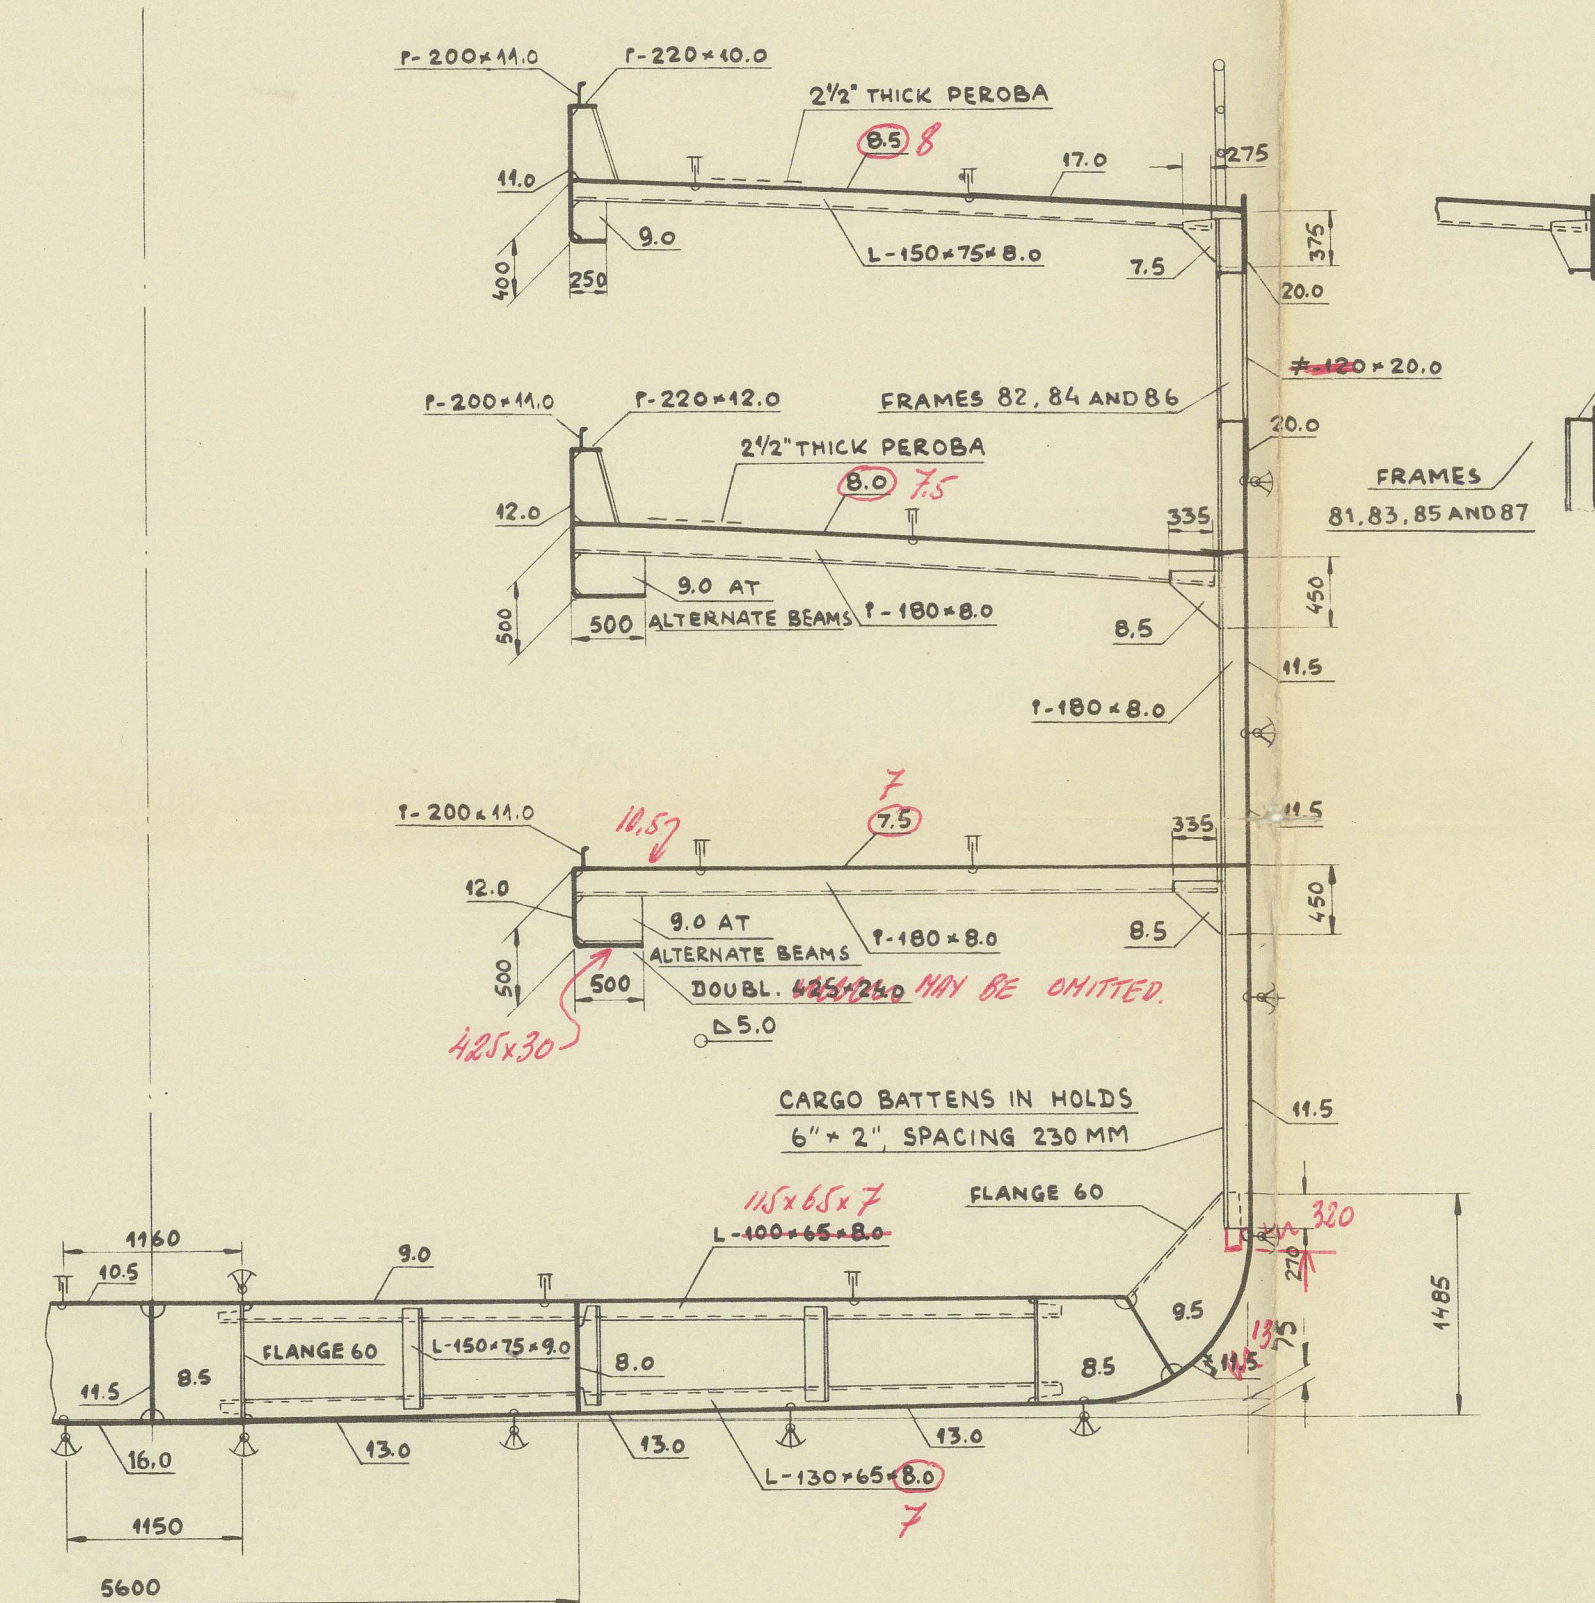 P-200×11.0
P-220×10.0
2½" THICK PEROBA
8.5 8
17.0
275
11.0
9.0
L-150×75×8.0
7.5
375
400
250
20.0
120 × 20.0
P-200×11.0
P-220×12.0
FRAMES 82, 84 AND 86
20.0
2½" THICK PEROBA
8.0 7.5
FRAMES
81, 83, 85 AND 87
12.0
335
9.0 AT
ALTERNATE BEAMS
P-180×8.0
450
500
500
8.5
11.5
P-180×8.0
7
P-200×11.0
10.5
7.5
335
11.5
12.0
9.0 AT
ALTERNATE BEAMS
P-180×8.0
8.5
450
500
500
DOUBL. 425×24.0 MAY BE OMITTED.
5.0
425×30
CARGO BATTENS IN HOLDS
6" × 2", SPACING 230 MM
11.5
115×65×7
FLANGE 60
L-100×65×8.0
320
1160
9.0
10.5
270
1485
9.5
13
75
FLANGE 60
L-150×75×9.0
8.0
8.5
11.5
11.5
8.5
16.0
13.0
13.0
13.0
L-130×65×8.0
7
1150
5600